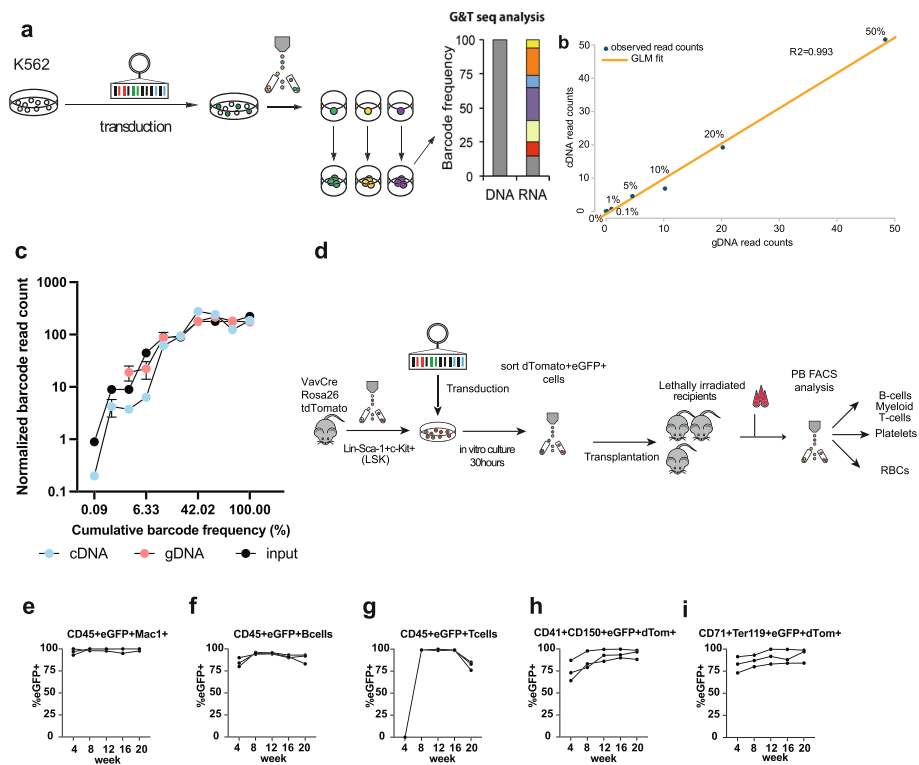 a
K562
transduction
G&T seq analysis
Barcode frequency
100
75
50
25
0
DNA RNA
b
cDNA read counts
50
40
30
20
10
0
observed read counts
GLM fit
R2=0.993
50%
20%
10%
5%
1%
0.1%
0%
0
10
20
30
40
50
gDNA read counts
c
Normalized barcode read count
1000
100
10
1
0.1
0.09
6.33
42.02
100.00
Cumulative barcode frequency (%)
cDNA
gDNA
input
d
VavCre
Rosa26
tdTomato
Lin-Sca-1+c-Kit+
(LSK)
Transduction
in vitro culture
30hours
sort dTomato+eGFP+
cells
Transplantation
Lethally irradiated
recipients
PB FACS
analysis
B-cells
Myeloid
T-cells
Platelets
RBCs
e
CD45+eGFP+Mac1+
%eGFP+
100
75
50
25
0
4 8 12 16 20
week
f
CD45+eGFP+Bcells
%eGFP+
100
75
50
25
0
4 8 12 16 20
week
g
CD45+eGFP+Tcells
%eGFP+
100
75
50
25
0
4 8 12 16 20
week
h
CD41+CD150+eGFP+dTom+
%eGFP+
100
75
50
25
0
4 8 12 16 20
week
i
CD71+Ter119+eGFP+dTom+
%eGFP+
100
75
50
25
0
4 8 12 16 20
week